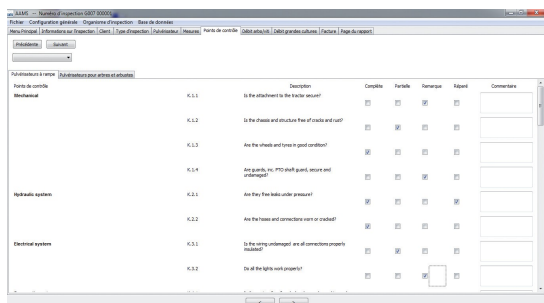 AAMS -- Numéro d'inspection G007 000001
Fichier Configuration générale Organisme d'inspection Base de données
Menu Principal Informations sur l'inspection Client Type d'inspection Pulvérisateur Mesures Points de contrôle Débit arbo/viti Débit grandes cultures Facture Page du rapport
Précédente Suivant
Pulvérisateurs à rampe Pulvérisateurs pour arbres et arbustes
Points de contrôle Description Complète Partielle Remarque Réparé Commentaire
Mechanical K.1.1 Is the attachment to the tractor secure?
K.1.2 Is the chassis and structure free of cracks and rust?
K.1.3 Are the wheels and tyres in good condition?
K.1.4 Are guards, inc. PTO shaft guard, secure and
undamaged?
Hydraulic system K.2.1 Are they free leaks under pressure?
K.2.2 Are the hoses and connections worn or cracked?
Electrical system K.3.1 Is the wiring undamaged are all connections properly
insulated?
K.3.2 Do all the lights work properly?